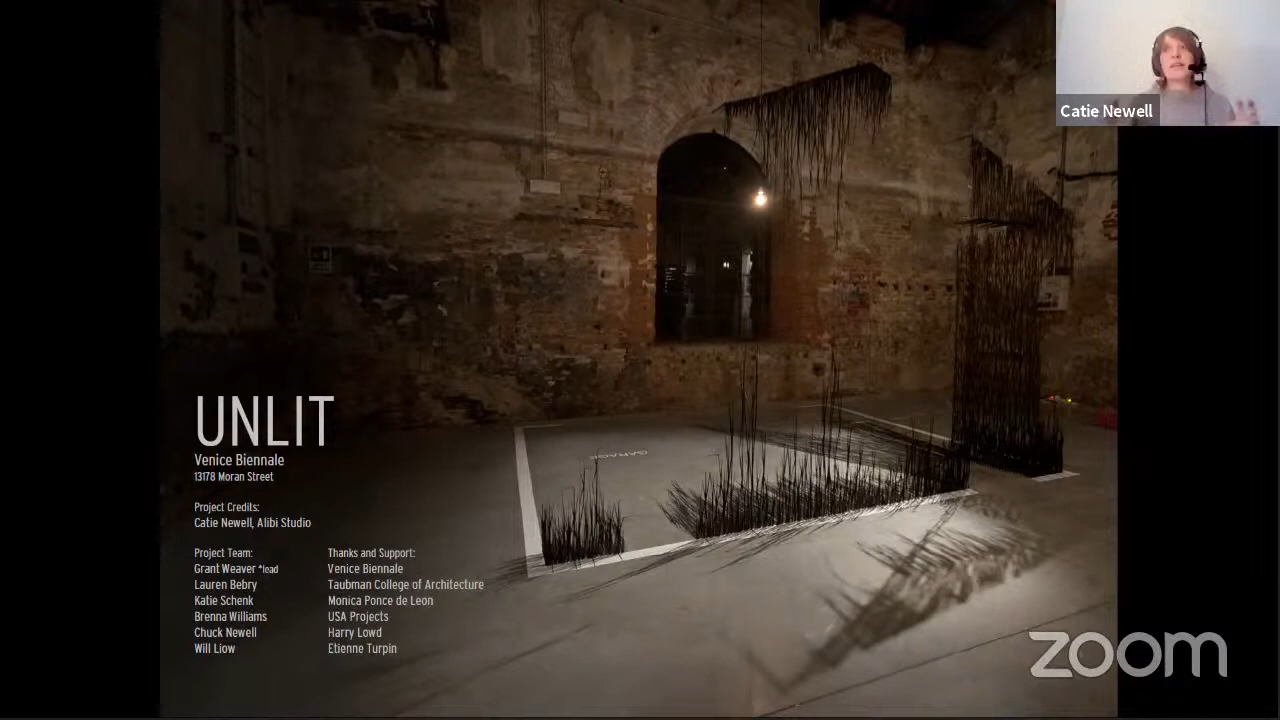 Catie Newell
GARAGE
UNLIT
Venice Biennale
13178 Moran Street
Project Credits:
Catie Newell, Alibi Studio
Project Team:
Grant Weaver *lead
Lauren Bebry
Katie Schenk
Brenna Williams
Chuck Newell
Will Liow
Thanks and Support:
Venice Biennale
Taubman College of Architecture
Monica Ponce de Leon
USA Projects
Harry Lowd
Etienne Turpin
zoom